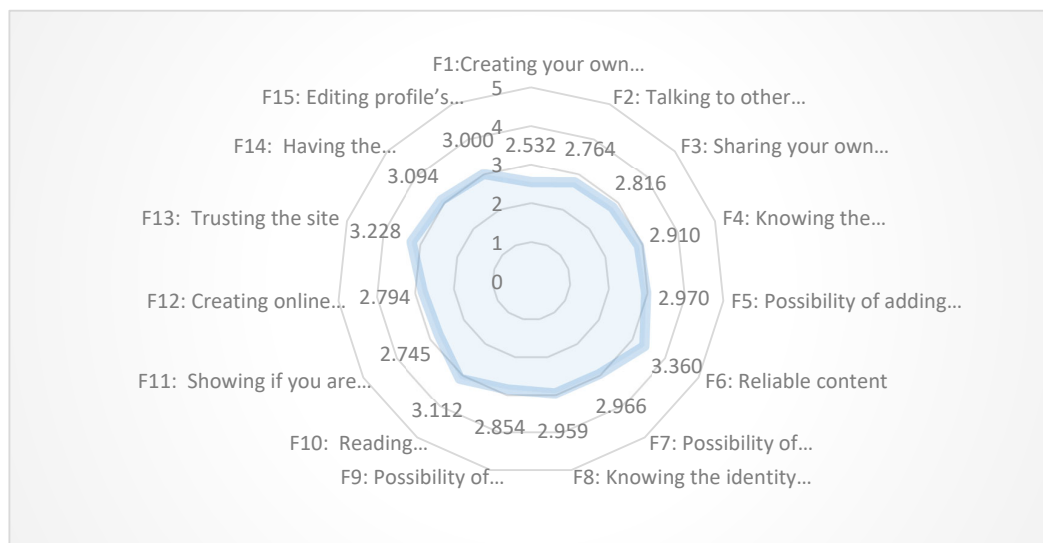 F1:Creating your own…
F2: Talking to other…
F3: Sharing your own…
F4: Knowing the…
F5: Possibility of adding…
F6: Reliable content
F7: Possibility of…
F8: Knowing the identity…
F9: Possibility of…
F10:  Reading…
F11:  Showing if you are…
F12: Creating online…
F13:  Trusting the site
F14:  Having the…
F15: Editing profile’s…
5
4
3
2
1
0
2.532
2.764
2.816
2.910
2.970
3.360
2.966
2.959
2.854
3.112
2.745
2.794
3.228
3.094
3.000